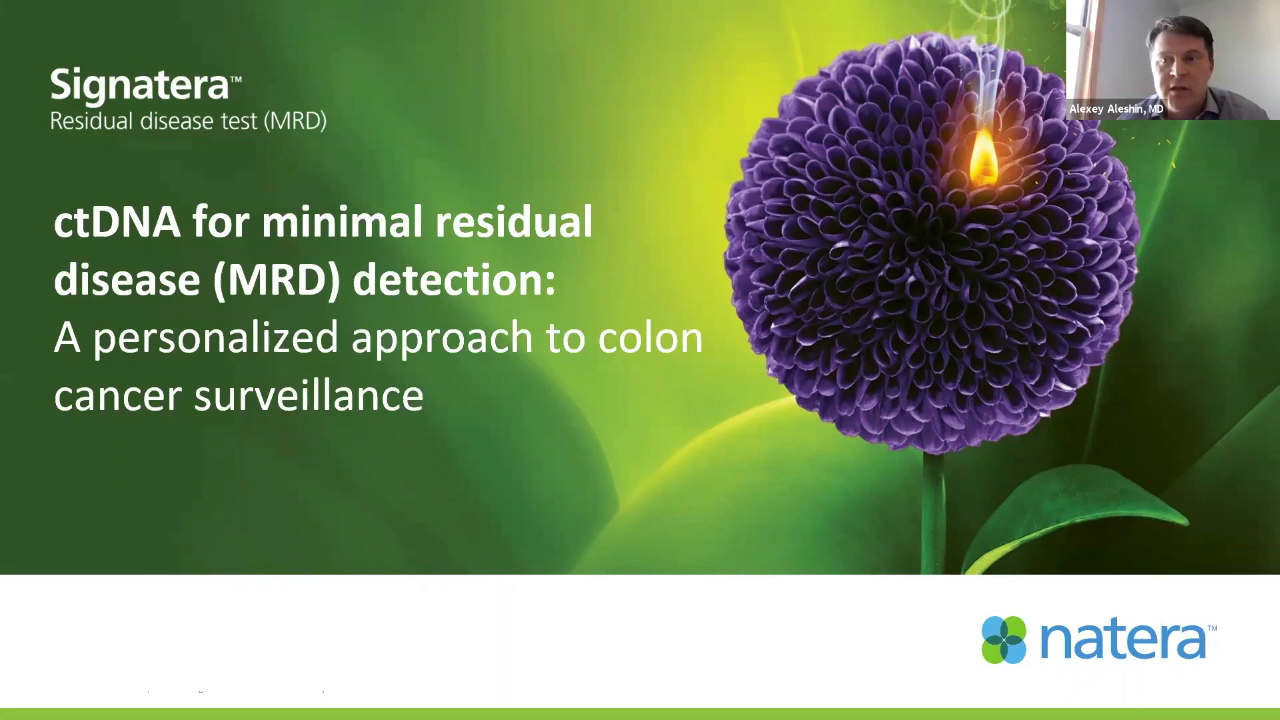 Signatera™
Residual disease test (MRD)
ctDNA for minimal residual
disease (MRD) detection:
A personalized approach to colon
cancer surveillance
Alexey Aleshin, MD
natera™